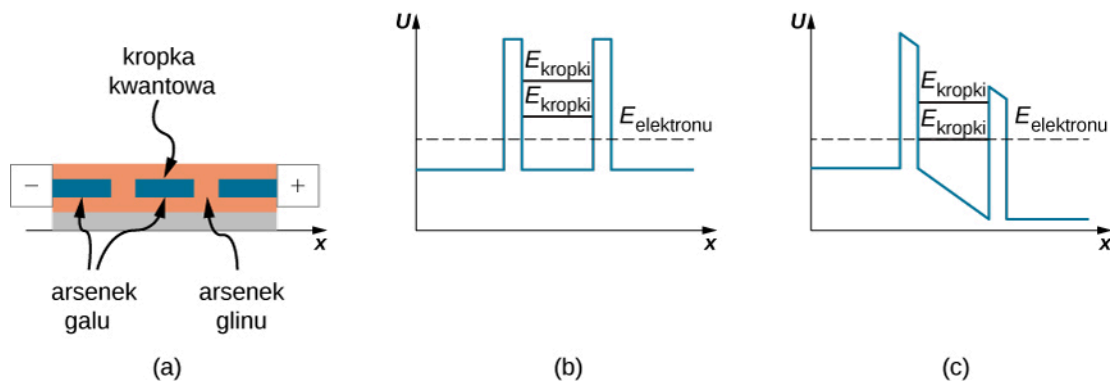 kropka
kwantowa
−
+
x
arsenek
galu
arsenek
glinu
(a)
U
E kropki
E kropki
E elektronu
x
(b)
U
E kropki
E kropki
E elektronu
x
(c)